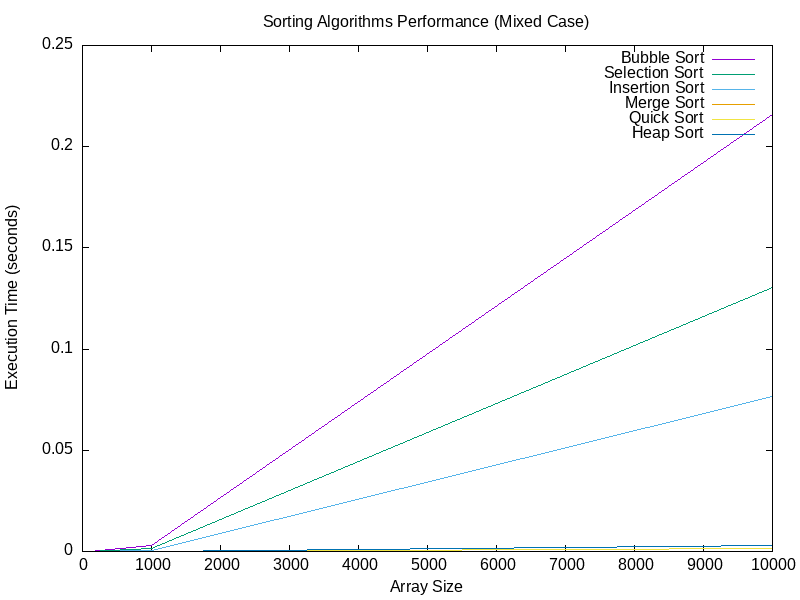 Sorting Algorithms Performance (Mixed Case)
Bubble Sort
Selection Sort
Insertion Sort
Merge Sort
Quick Sort
Heap Sort
0.25
0.2
0.15
0.1
0.05
0
Execution Time (seconds)
0 1000 2000 3000 4000 5000 6000 7000 8000 9000 10000
Array Size